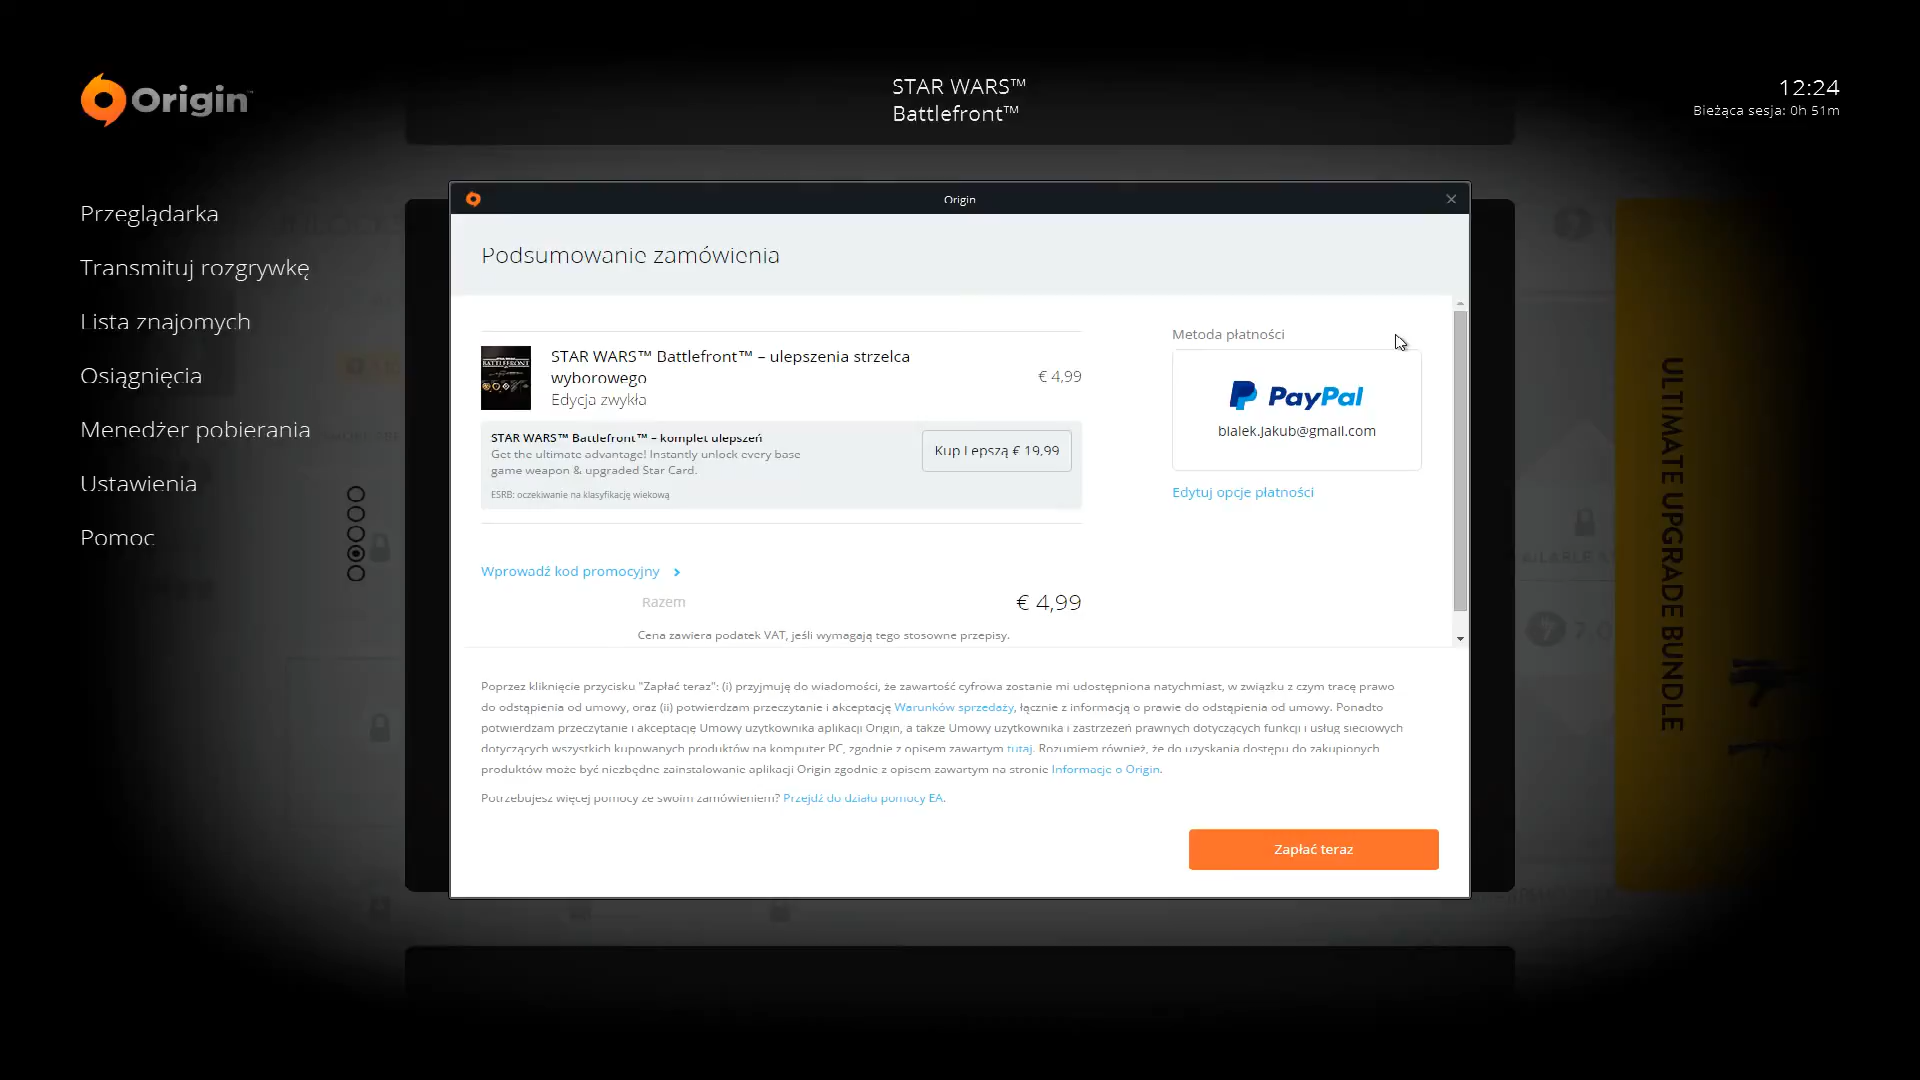 Origin™
STAR WARS™
Battlefront™
12:24
Bieżąca sesja: 0h 51m
Przeglądarka
Transmituj rozgrywkę
Lista znajomych
Osiągnięcia
Menedżer pobierania
Ustawienia
Pomoc
Origin
Podsumowanie zamówienia
STAR WARS™ Battlefront™ – ulepszenia strzelca
wyborowego
Edycja zwykła
€ 4,99
STAR WARS™ Battlefront™ – komplet ulepszeń
Get the ultimate advantage! Instantly unlock every base
game weapon & upgraded Star Card.
ESRB: oczekiwanie na klasyfikację wiekową
Kup Lepszą € 19,99
Metoda płatności
PayPal
bialek.jakub@gmail.com
Edytuj opcje płatności
Wprowadź kod promocyjny
Razem
€ 4,99
Cena zawiera podatek VAT, jeśli wymagają tego stosowne przepisy.
Poprzez kliknięcie przycisku "Zapłać teraz": (i) przyjmuję do wiadomości, że zawartość cyfrowa zostanie mi udostępniona natychmiast, w związku z czym tracę prawo
do odstąpienia od umowy, oraz (ii) potwierdzam przeczytanie i akceptację Warunków sprzedaży, łącznie z informacją o prawie do odstąpienia od umowy. Ponadto
potwierdzam przeczytanie i akceptację Umowy użytkownika aplikacji Origin, a także Umowy użytkownika i zastrzeżeń prawnych dotyczących funkcji i usług sieciowych
dotyczących wszystkich kupowanych produktów na komputer PC, zgodnie z opisem zawartym tutaj. Rozumiem również, że do uzyskania dostępu do zakupionych
produktów może być niezbędne zainstalowanie aplikacji Origin zgodnie z opisem zawartym na stronie Informacje o Origin.
Potrzebujesz więcej pomocy ze swoim zamówieniem? Przejdź do działu pomocy EA.
Zapłać teraz
ULTIMATE UPGRADE BUNDLE